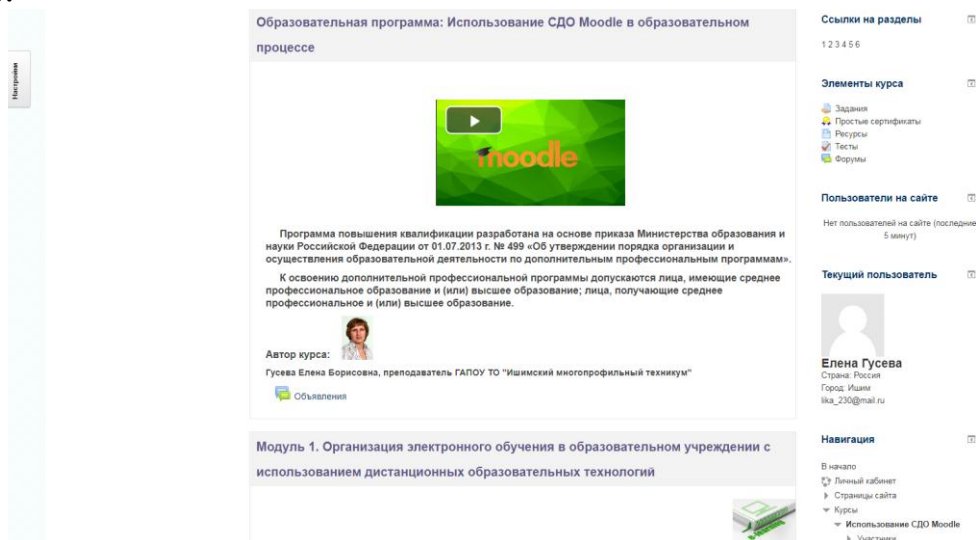 Настройки
Образовательная программа: Использование СДО Moodle в образовательном
процессе
moodle
Программа повышения квалификации разработана на основе приказа Министерства образования и
науки Российской Федерации от 01.07.2013 г. № 499 «Об утверждении порядка организации и
осуществления образовательной деятельности по дополнительным профессиональным программам».
К освоению дополнительной профессиональной программы допускаются лица, имеющие среднее
профессиональное образование и (или) высшее образование; лица, получающие среднее
профессиональное и (или) высшее образование.
Автор курса:
Гусева Елена Борисовна, преподаватель ГАПОУ ТО "Ишимский многопрофильный техникум"
Объявления
Модуль 1. Организация электронного обучения в образовательном учреждении с
использованием дистанционных образовательных технологий
Ссылки на разделы
1 2 3 4 5 6
Элементы курса
Задания
Простые сертификаты
Ресурсы
Тесты
Форумы
Пользователи на сайте
Нет пользователей на сайте (последние
5 минут)
Текущий пользователь
Елена Гусева
Страна: Россия
Город: Ишим
lika_230@mail.ru
Навигация
В начало
Личный кабинет
Страницы сайта
Курсы
Использование СДО Moodle
Участники